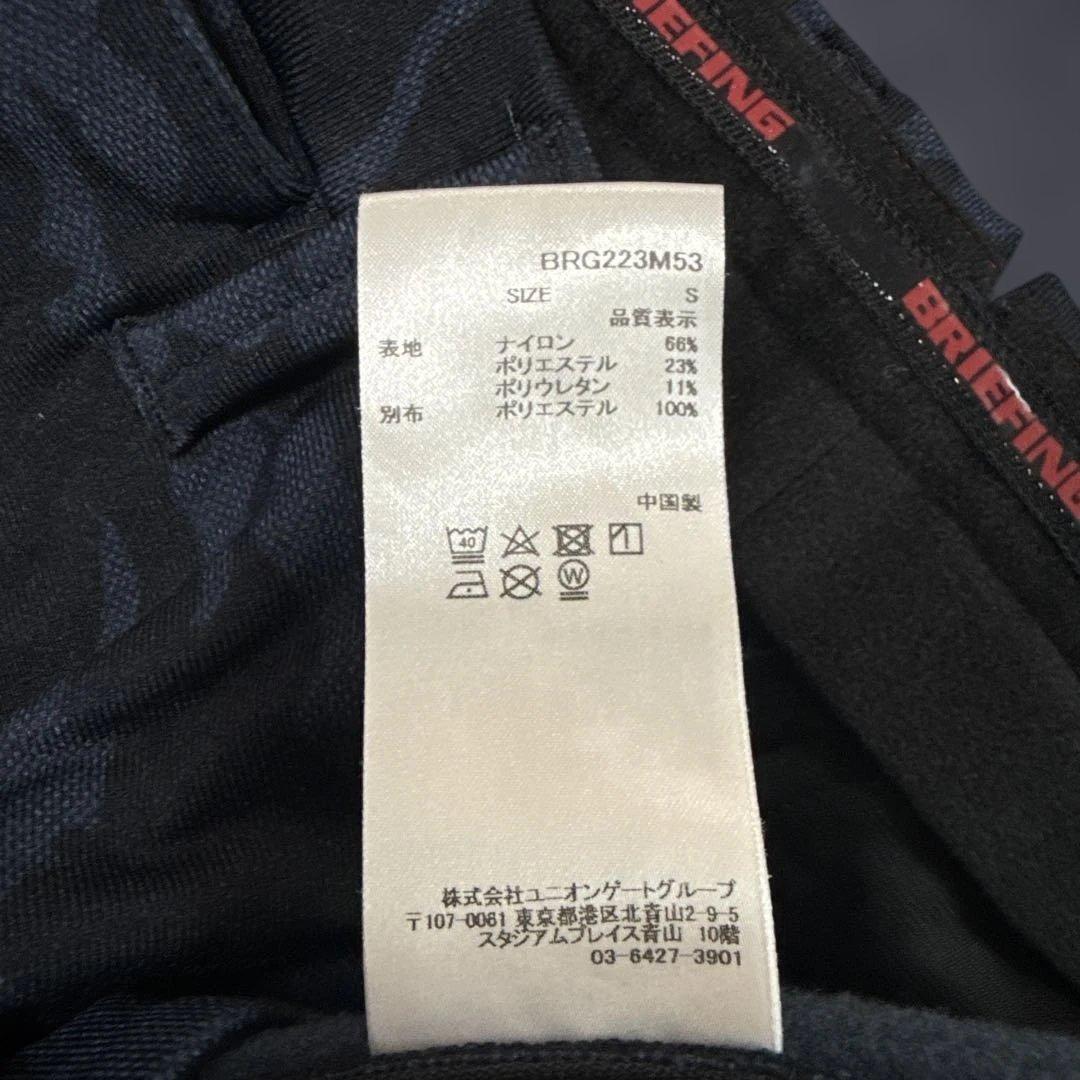 BRIEFING
BRIEFING
BRG223M53
SIZE S
品質表示
表地 ナイロン 66%
ポリエステル 23%
ポリウレタン 11%
別布 ポリエステル 100%
中国製
40
W
株式会社ユニオンゲートグループ
〒107-0061 東京都港区北青山2-9-5
スタジアムプレイス青山 10階
03-6427-3901